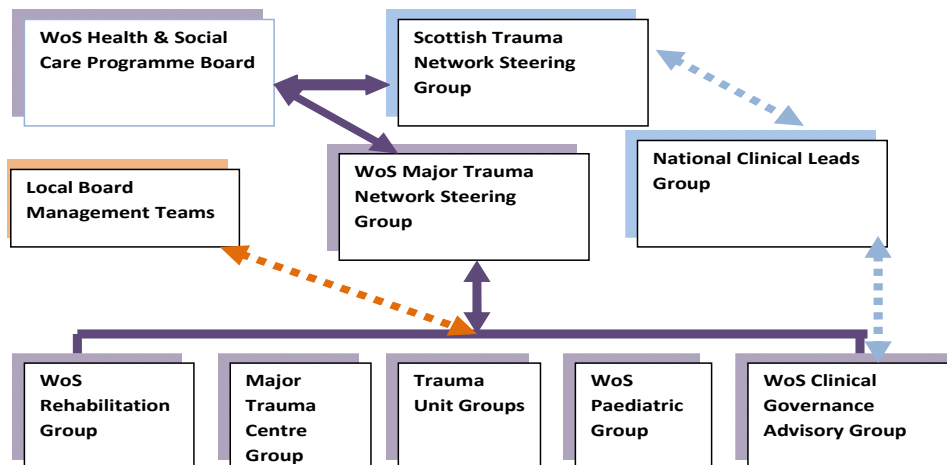 WoS Health & Social
Care Programme Board
Scottish Trauma
Network Steering
Group
National Clinical Leads
Group
Local Board
Management Teams
WoS Major Trauma
Network Steering
Group
WoS
Rehabilitation
Group
Major
Trauma
Centre
Group
Trauma
Unit Groups
WoS
Paediatric
Group
WoS Clinical
Governance
Advisory Group